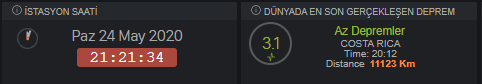 İSTASYON SAATİ
Paz 24 May 2020
21:21:34
DÜNYADA EN SON GERÇEKLEŞEN DEPREM
3.1
Az Depremler
COSTA RICA
Time: 20:12
Distance 11123 Km